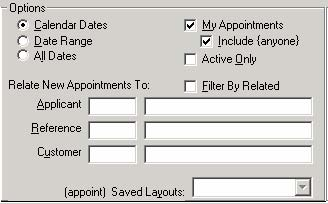 Options
Calendar Dates
My Appointments
Date Range
Include {anyone}
All Dates
Active Only
Relate New Appointments To:
Filter By Related
Applicant
Reference
Customer
(appoint) Saved Layouts: